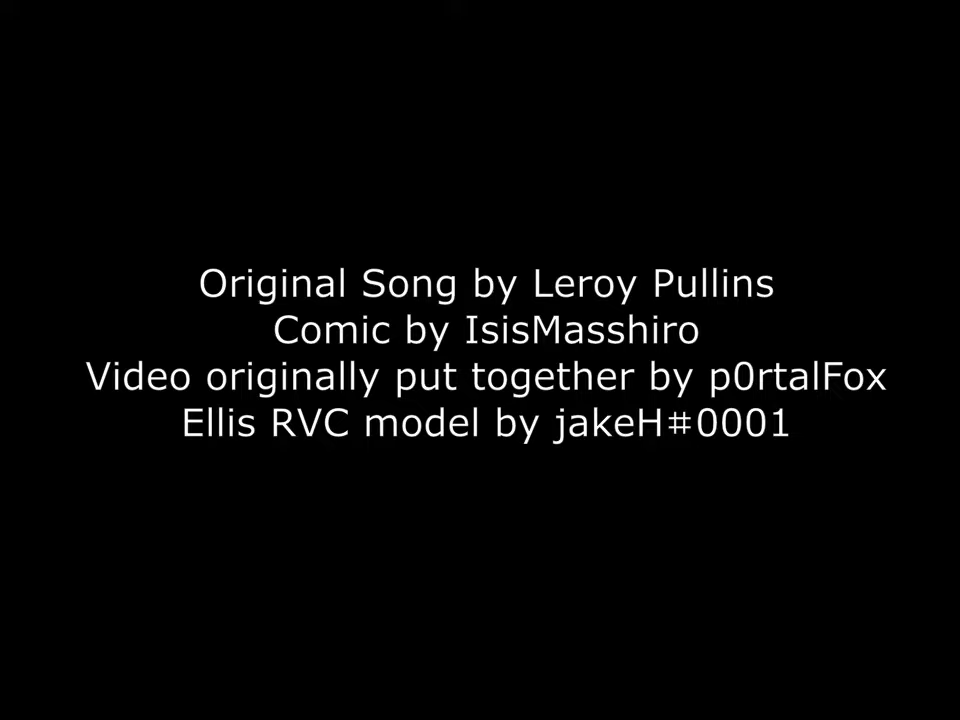 Original Song by Leroy Pullins
Comic by IsisMasshiro
Video originally put together by p0rtalFox
Ellis RVC model by jakeH#0001